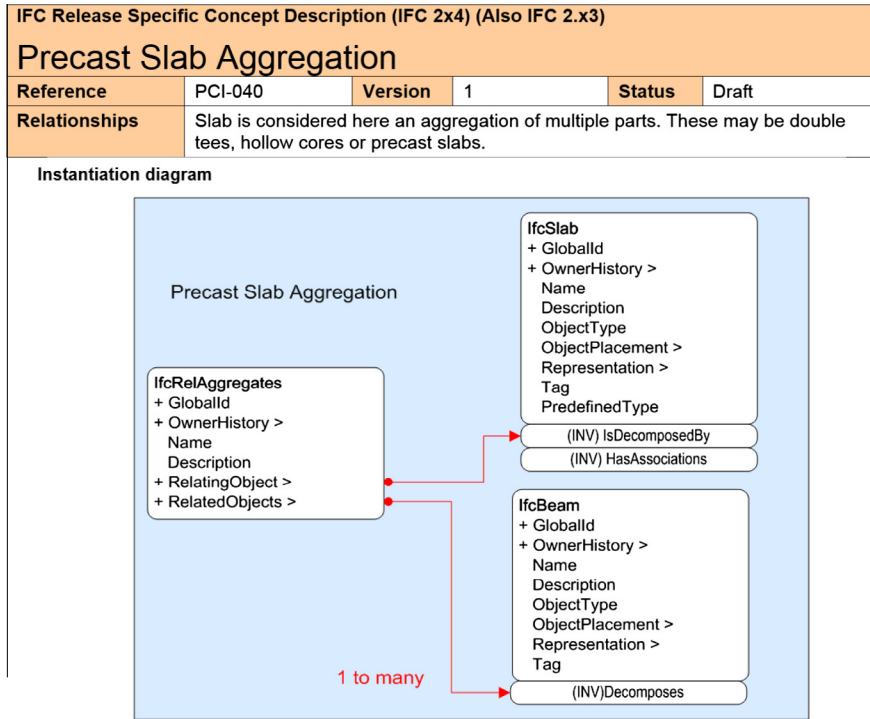 IFC Release Specific Concept Description (IFC 2x4) (Also IFC 2.x3)
Precast Slab Aggregation
Reference PCI-040 Version 1 Status Draft
Relationships Slab is considered here an aggregation of multiple parts. These may be double
tees, hollow cores or precast slabs.
Instantiation diagram
Precast Slab Aggregation
IfcSlab
+ GlobalId
+ OwnerHistory >
Name
Description
ObjectType
ObjectPlacement >
Representation >
Tag
PredefinedType
(INV) IsDecomposedBy
(INV) HasAssociations
IfcRelAggregates
+ GlobalId
+ OwnerHistory >
Name
Description
+ RelatingObject >
+ RelatedObjects >
IfcBeam
+ GlobalId
+ OwnerHistory >
Name
Description
ObjectType
ObjectPlacement >
Representation >
Tag
(INV)Decomposes
1 to many